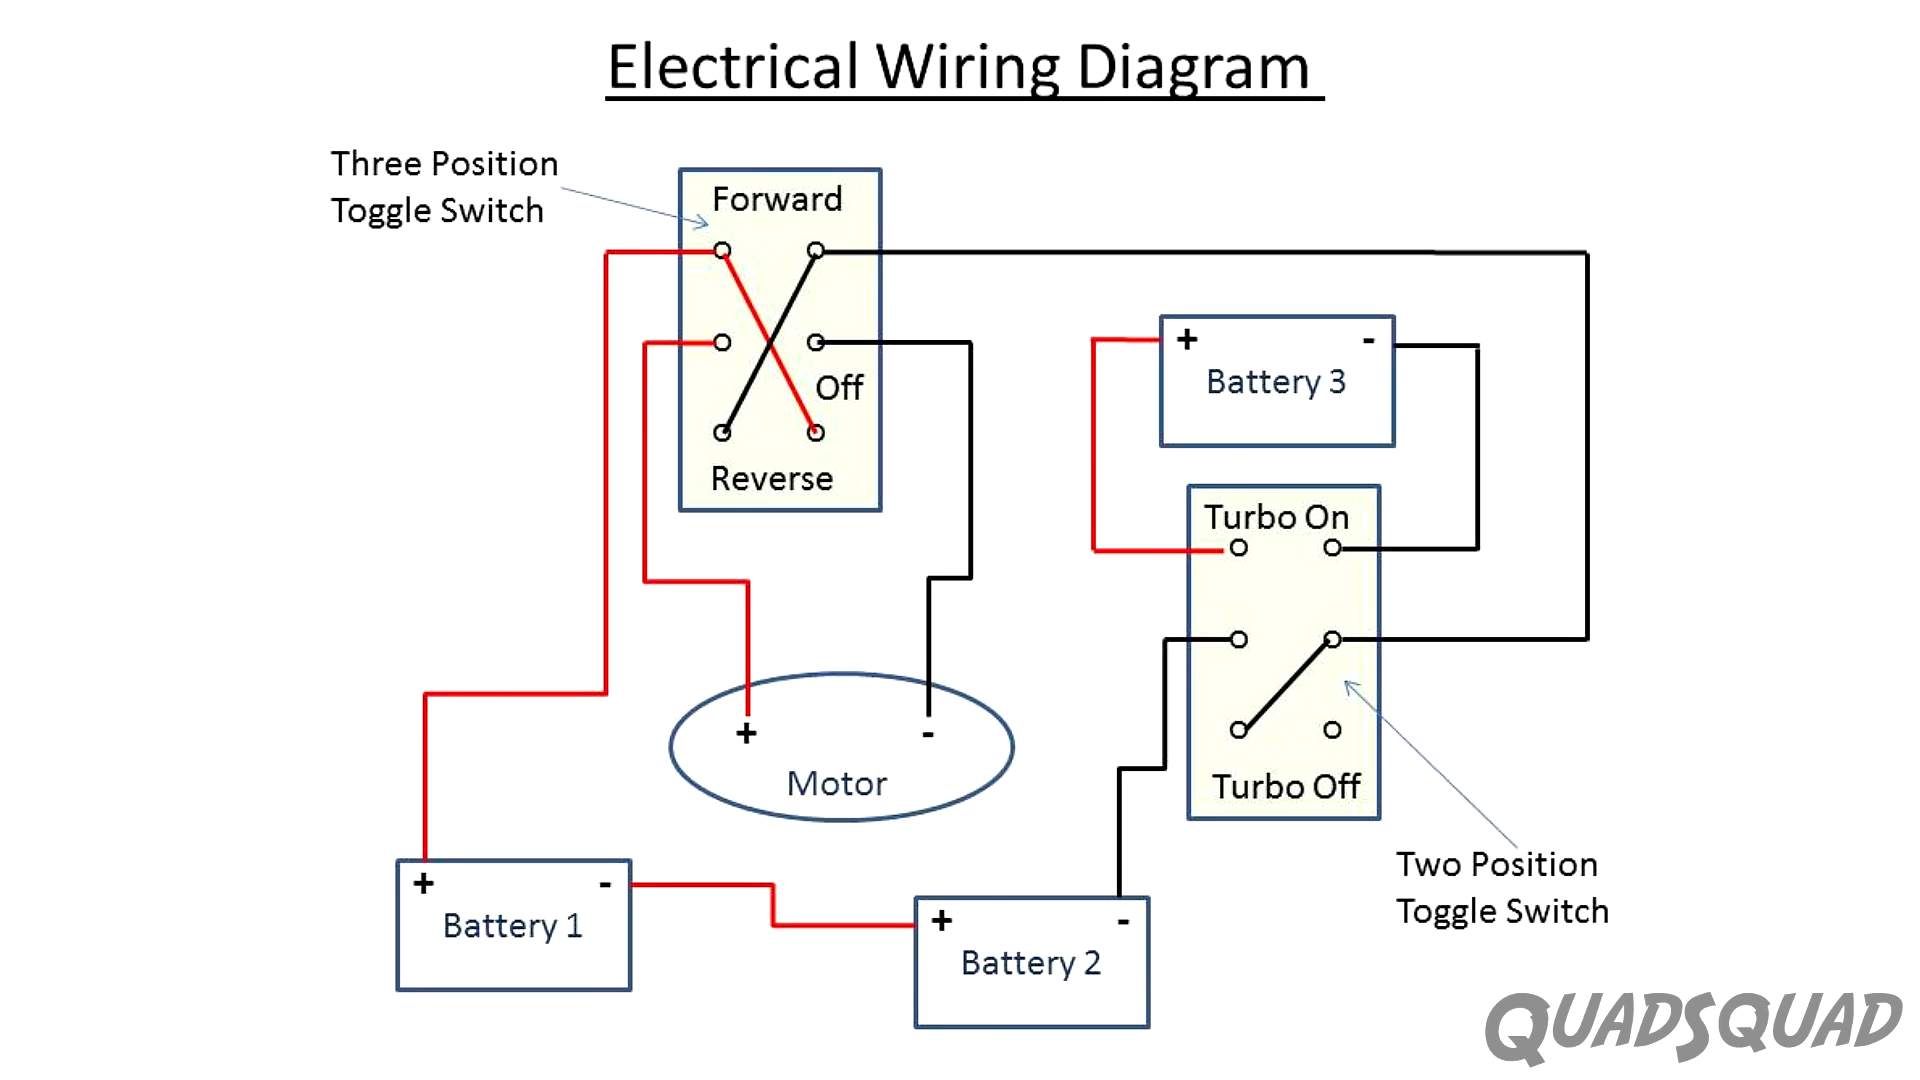 Electrical Wiring Diagram
Three Position
Toggle Switch
Forward
Off
Reverse
+ -
Battery 3
Turbo On
Turbo Off
+ -
Motor
Two Position
Toggle Switch
+ -
Battery 1
+ -
Battery 2
QUADSQUAD